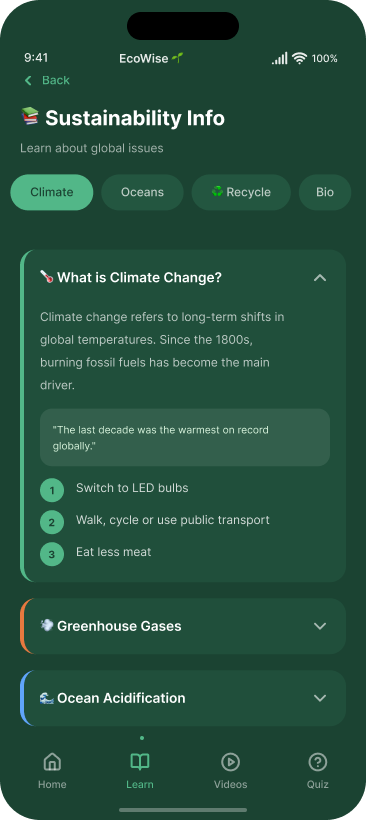 9:41
EcoWise 🌱
100%
Back
📚 Sustainability Info
Learn about global issues
Climate
Oceans
♻️ Recycle
Bio
🌡️ What is Climate Change?
Climate change refers to long-term shifts in
global temperatures. Since the 1800s,
burning fossil fuels has become the main
driver.
"The last decade was the warmest on record
globally."
1 Switch to LED bulbs
2 Walk, cycle or use public transport
3 Eat less meat
💨 Greenhouse Gases
🌊 Ocean Acidification
Home
Learn
Videos
Quiz